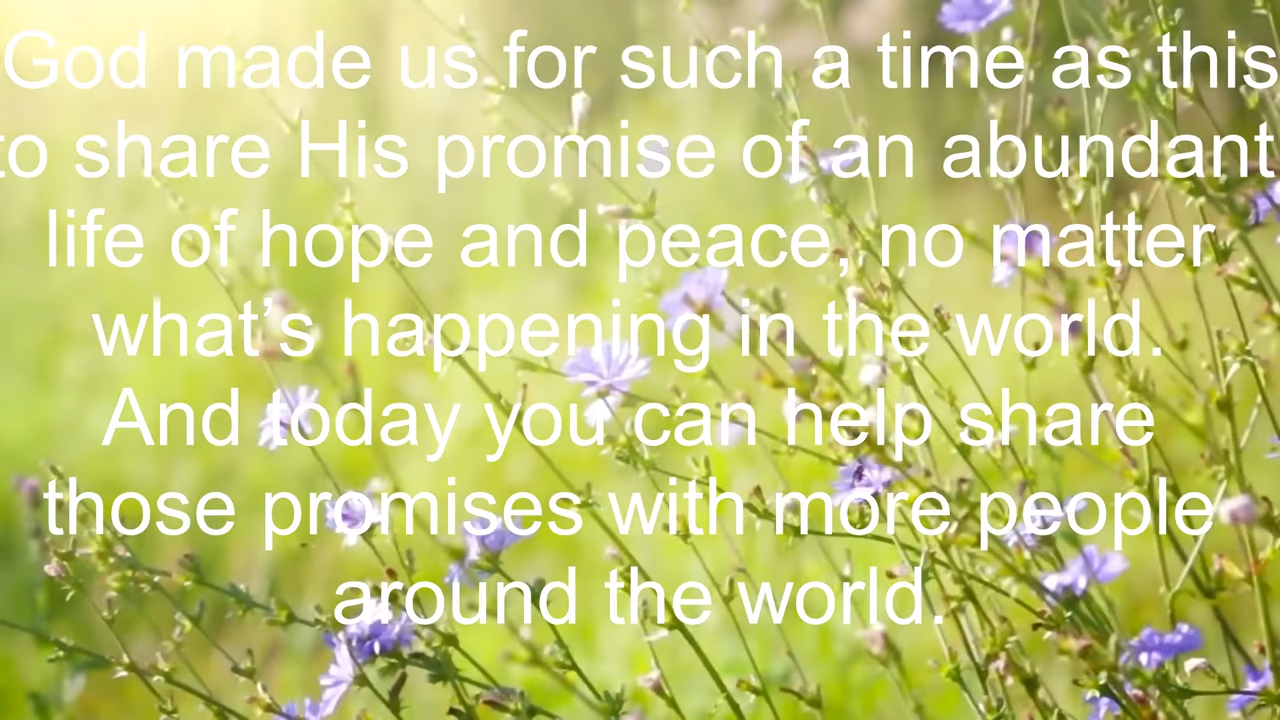 God made us for such a time as this
to share His promise of an abundant
life of hope and peace, no matter
what’s happening in the world.
And today you can help share
those promises with more people
around the world.